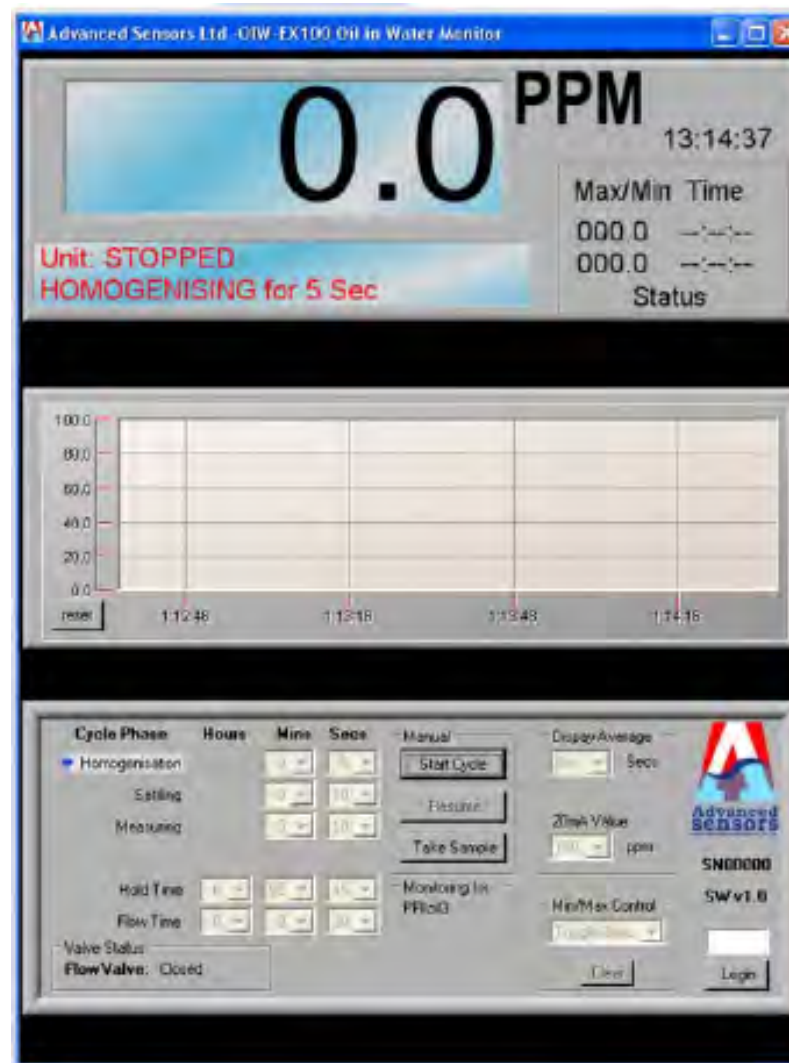 Advanced Sensors Ltd -OIW-EX100 Oil in Water Monitor
0.0 PPM
13:14:37
Max/Min Time
000.0 --:--:--
000.0 --:--:--
Status
Unit: STOPPED
HOMOGENISING for 5 Sec
100.0
80.0
60.0
40.0
20.0
0.0
reset
1:12:48 1:13:18 1:13:48 1:14:18
Cycle Phase Hours Mins Secs
Homogenisation
Settling
Measuring
Hold Time
Flow Time
Valve Status
Flow Valve: Closed
Manual
Start Cycle
Resume
Take Sample
Monitoring for
Display Average
Secs
20mA Value
ppm
Min/Max Control
Clear
Advanced
sensors
SN00000
SW v1.0
Login